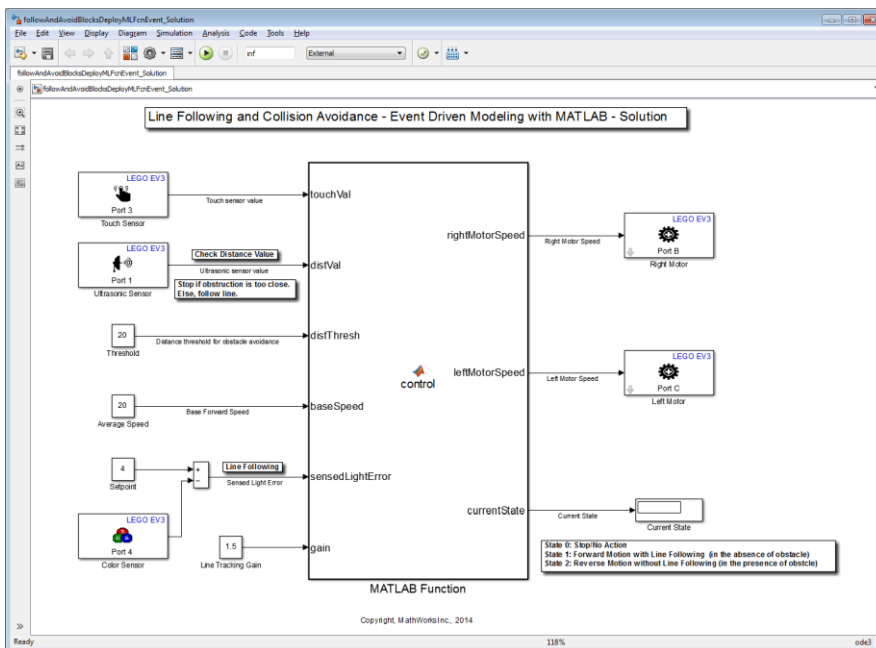 followAndAvoidBlocksDeployMLFcnEvent_Solution
File Edit View Display Diagram Simulation Analysis Code Tools Help
inf
External
followAndAvoidBlocksDeployMLFcnEvent_Solution
followAndAvoidBlocksDeployMLFcnEvent_Solution
Line Following and Collision Avoidance - Event Driven Modeling with MATLAB - Solution
LEGO EV3
Port 3
Touch Sensor
Touch sensor value
touchVal
LEGO EV3
Port 1
Ultrasonic Sensor
Check Distance Value
Ultrasonic sensor value
Stop if obstruction is too close.
Else, follow line.
distVal
20
Threshold
Distance threshold for obstacle avoidance
distThresh
20
Average Speed
Base Forward Speed
baseSpeed
4
Setpoint
+
−
Line Following
Sensed Light Error
sensedLightError
LEGO EV3
Port 4
Color Sensor
1.5
Line Tracking Gain
gain
control
MATLAB Function
rightMotorSpeed
Right Motor Speed
LEGO EV3
Port B
Right Motor
leftMotorSpeed
Left Motor Speed
LEGO EV3
Port C
Left Motor
currentState
Current State
Current State
State 0: Stop/No Action
State 1: Forward Motion with Line Following (in the absence of obstacle)
State 2: Reverse Motion without Line Following (in the presence of obstcle)
Copyright, MathWorksInc., 2014
Ready
118%
ode3